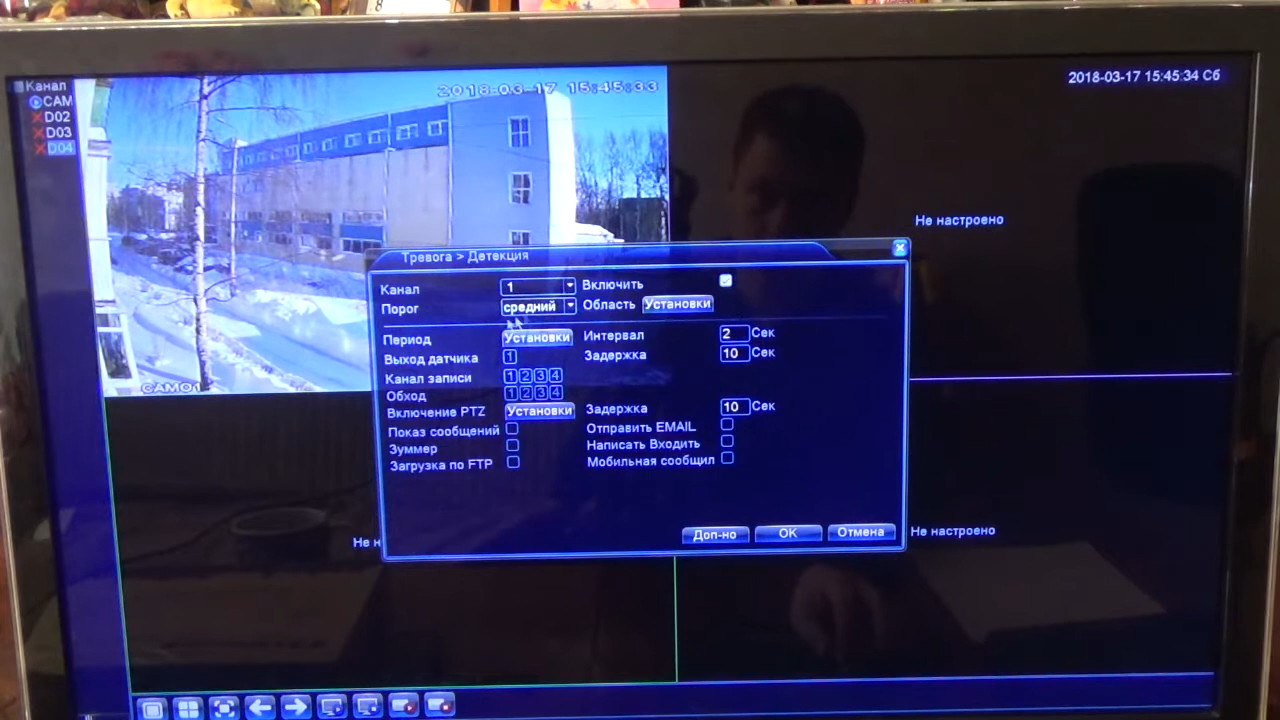 8
Канал
CAM
D02
D03
D04
2018-03-17 15:45:33
2018-03-17 15:45:34 Сб
CAM01
Не настроено
Тревога > Детекция
Канал 1 Включить
Порог средний Область Установки
Период Установки Интервал 2 Сек
Выход датчика 1 Задержка 10 Сек
Канал записи 1 2 3 4
Обход 1 2 3 4
Включение PTZ Установки Задержка 10 Сек
Показ сообщений Отправить EMAIL
Зуммер Написать Входить
Загрузка по FTP Мобильная сообщил
Доп-но OK Отмена
Не н
Не настроено